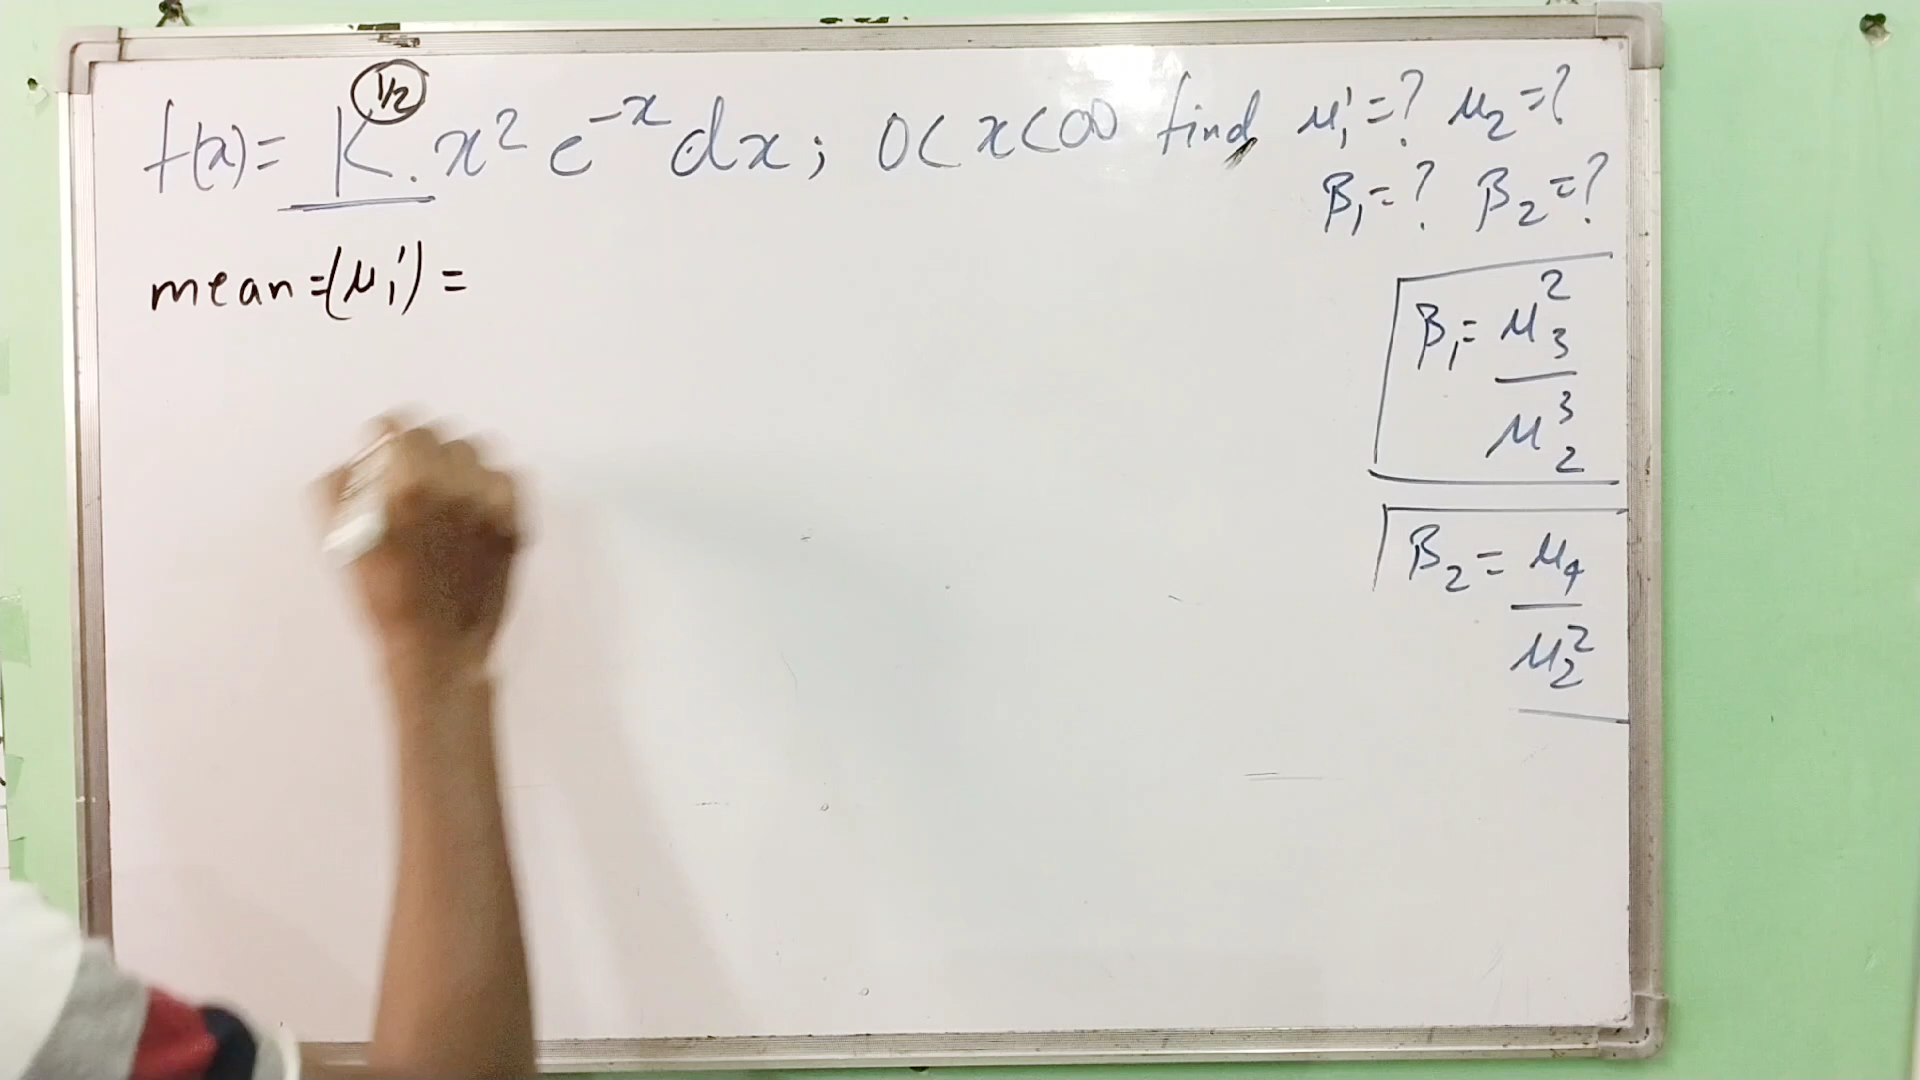 1/2
f(x) = K. x² e⁻ˣ dx ; 0<x<∞ find, μ₁' = ? μ₂ = ?
β₁ = ? β₂ = ?
mean = (μ₁') =
β₁ = μ₃² / μ₂³
β₂ = μ₄ / μ₂²